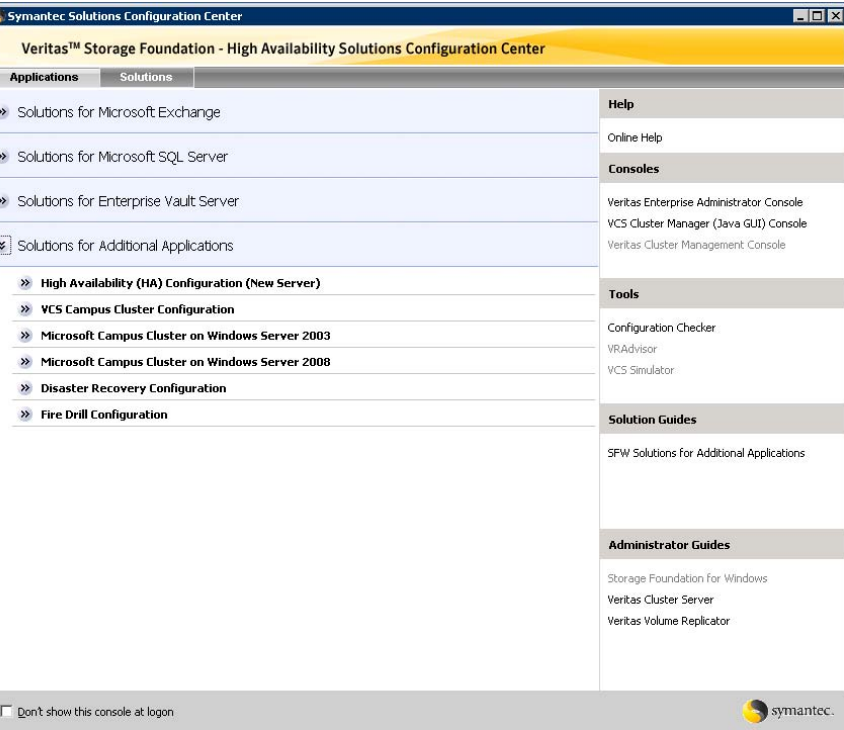 Symantec Solutions Configuration Center
Veritas™ Storage Foundation - High Availability Solutions Configuration Center
Applications
Solutions
Solutions for Microsoft Exchange
Solutions for Microsoft SQL Server
Solutions for Enterprise Vault Server
Solutions for Additional Applications
High Availability (HA) Configuration (New Server)
VCS Campus Cluster Configuration
Microsoft Campus Cluster on Windows Server 2003
Microsoft Campus Cluster on Windows Server 2008
Disaster Recovery Configuration
Fire Drill Configuration
Help
Online Help
Consoles
Veritas Enterprise Administrator Console
VCS Cluster Manager (Java GUI) Console
Veritas Cluster Management Console
Tools
Configuration Checker
VRAdvisor
VCS Simulator
Solution Guides
SFW Solutions for Additional Applications
Administrator Guides
Storage Foundation for Windows
Veritas Cluster Server
Veritas Volume Replicator
Don't show this console at logon
symantec.